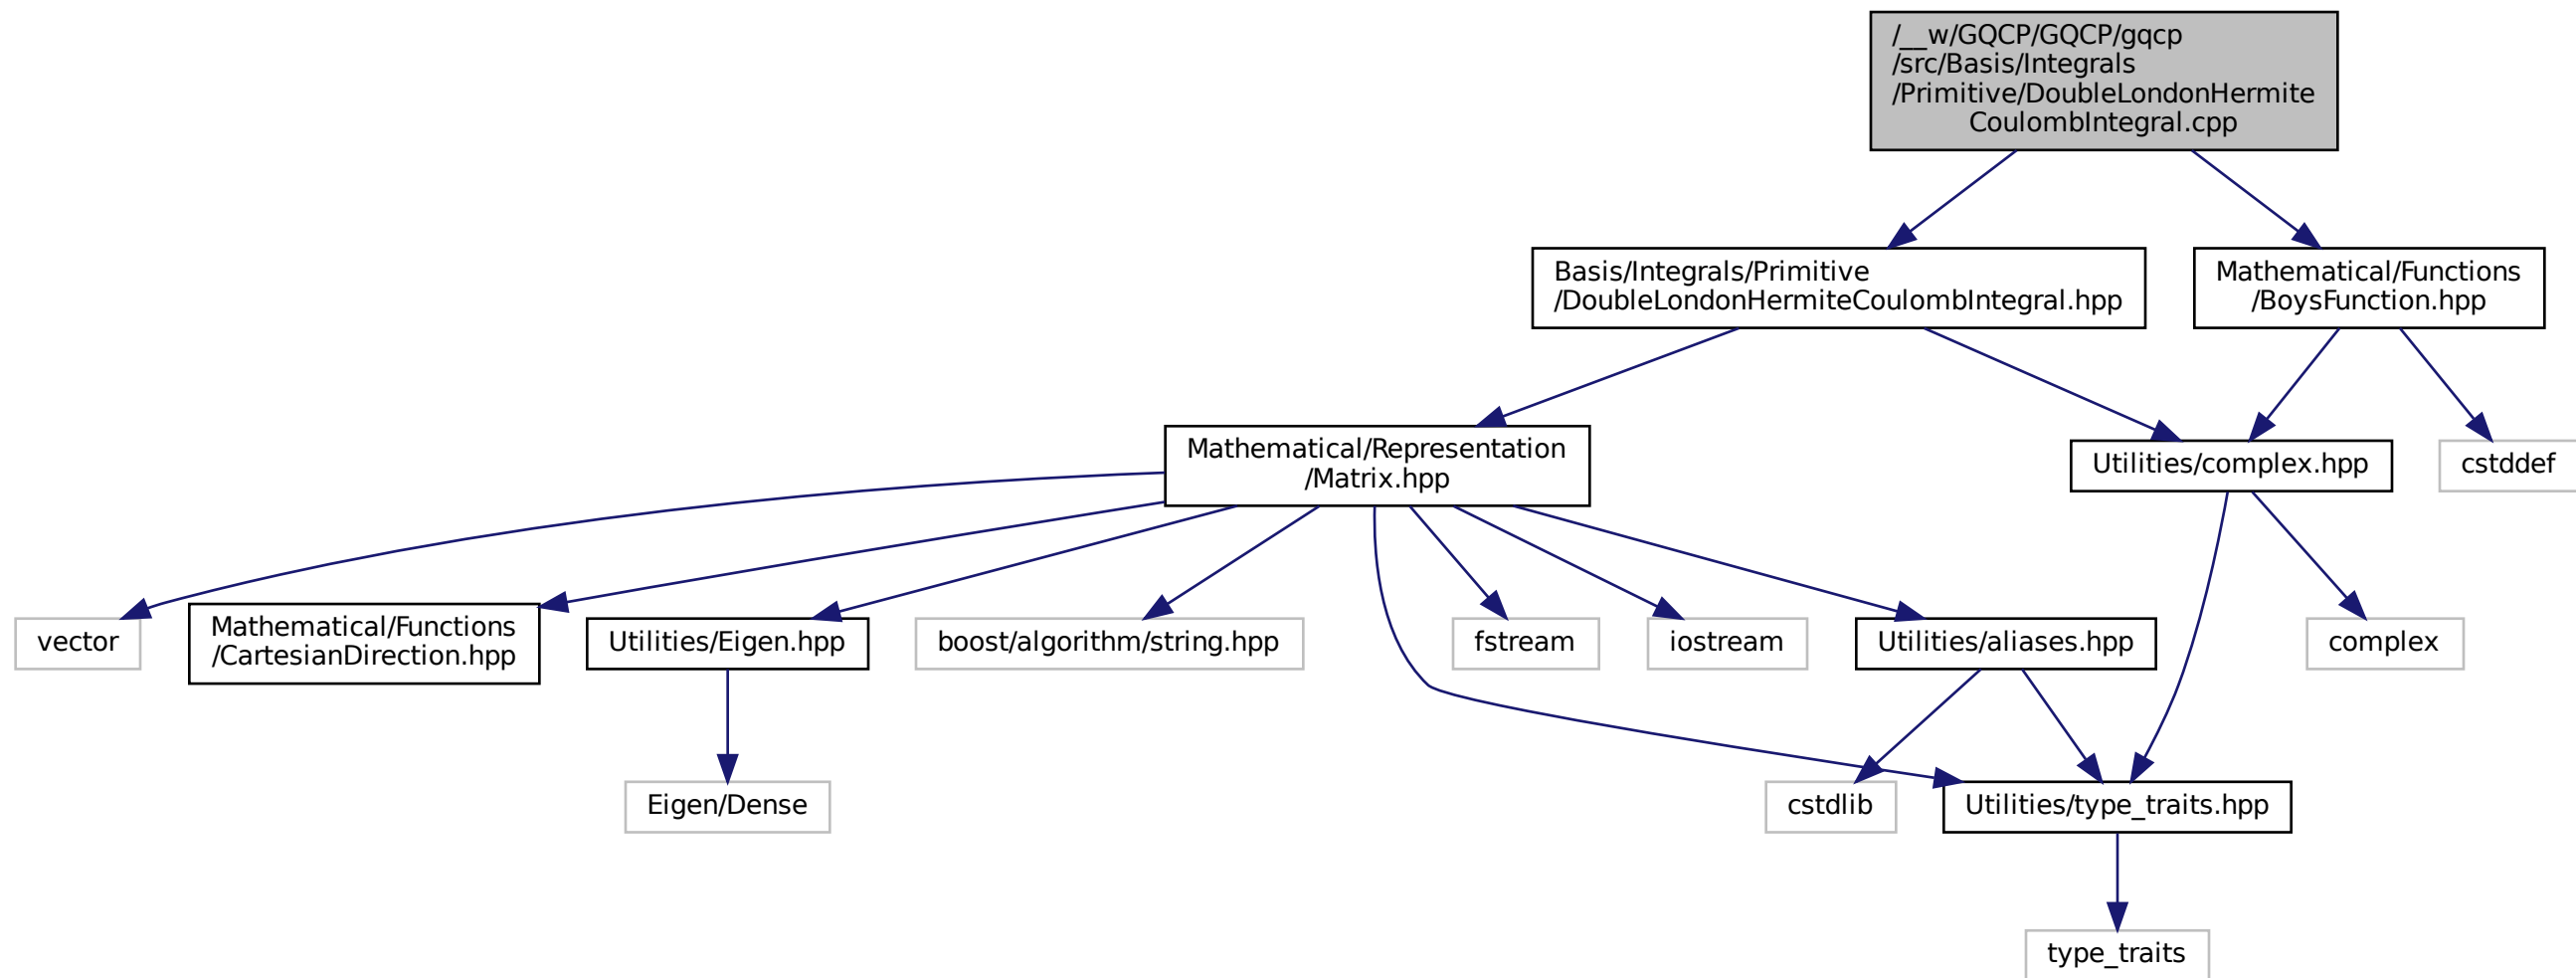 /__w/GQCP/GQCP/gqcp
/src/Basis/Integrals
/Primitive/DoubleLondonHermite
CoulombIntegral.cpp
Basis/Integrals/Primitive
/DoubleLondonHermiteCoulombIntegral.hpp
Mathematical/Functions
/BoysFunction.hpp
Mathematical/Representation
/Matrix.hpp
Utilities/complex.hpp
cstddef
vector
Mathematical/Functions
/CartesianDirection.hpp
Utilities/Eigen.hpp
boost/algorithm/string.hpp
fstream
iostream
Utilities/aliases.hpp
complex
Eigen/Dense
cstdlib
Utilities/type_traits.hpp
type_traits